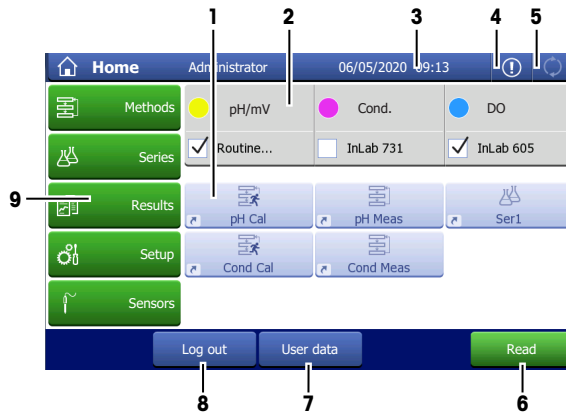 1 2 3 4 5
Home Administrator 06/05/2020 09:13
Methods pH/mV Cond. DO
Series Routine... InLab 731 InLab 605
9
Results pH Cal pH Meas Ser1
Setup Cond Cal Cond Meas
Sensors
Log out User data Read
8 7 6